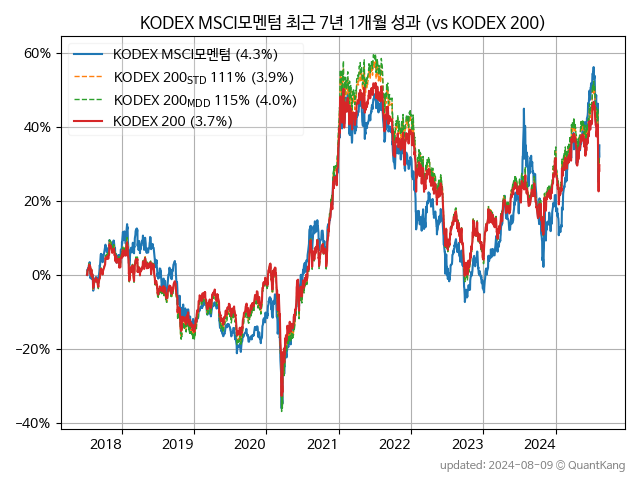 KODEX MSCI모멘텀 최근 7년 1개월 성과 (vs KODEX 200)
60%
40%
20%
0%
−20%
−40%
KODEX MSCI모멘텀 (4.3%)
KODEX 200STD 111% (3.9%)
KODEX 200MDD 115% (4.0%)
KODEX 200 (3.7%)
2018 2019 2020 2021 2022 2023 2024
updated: 2024-08-09 © QuantKang